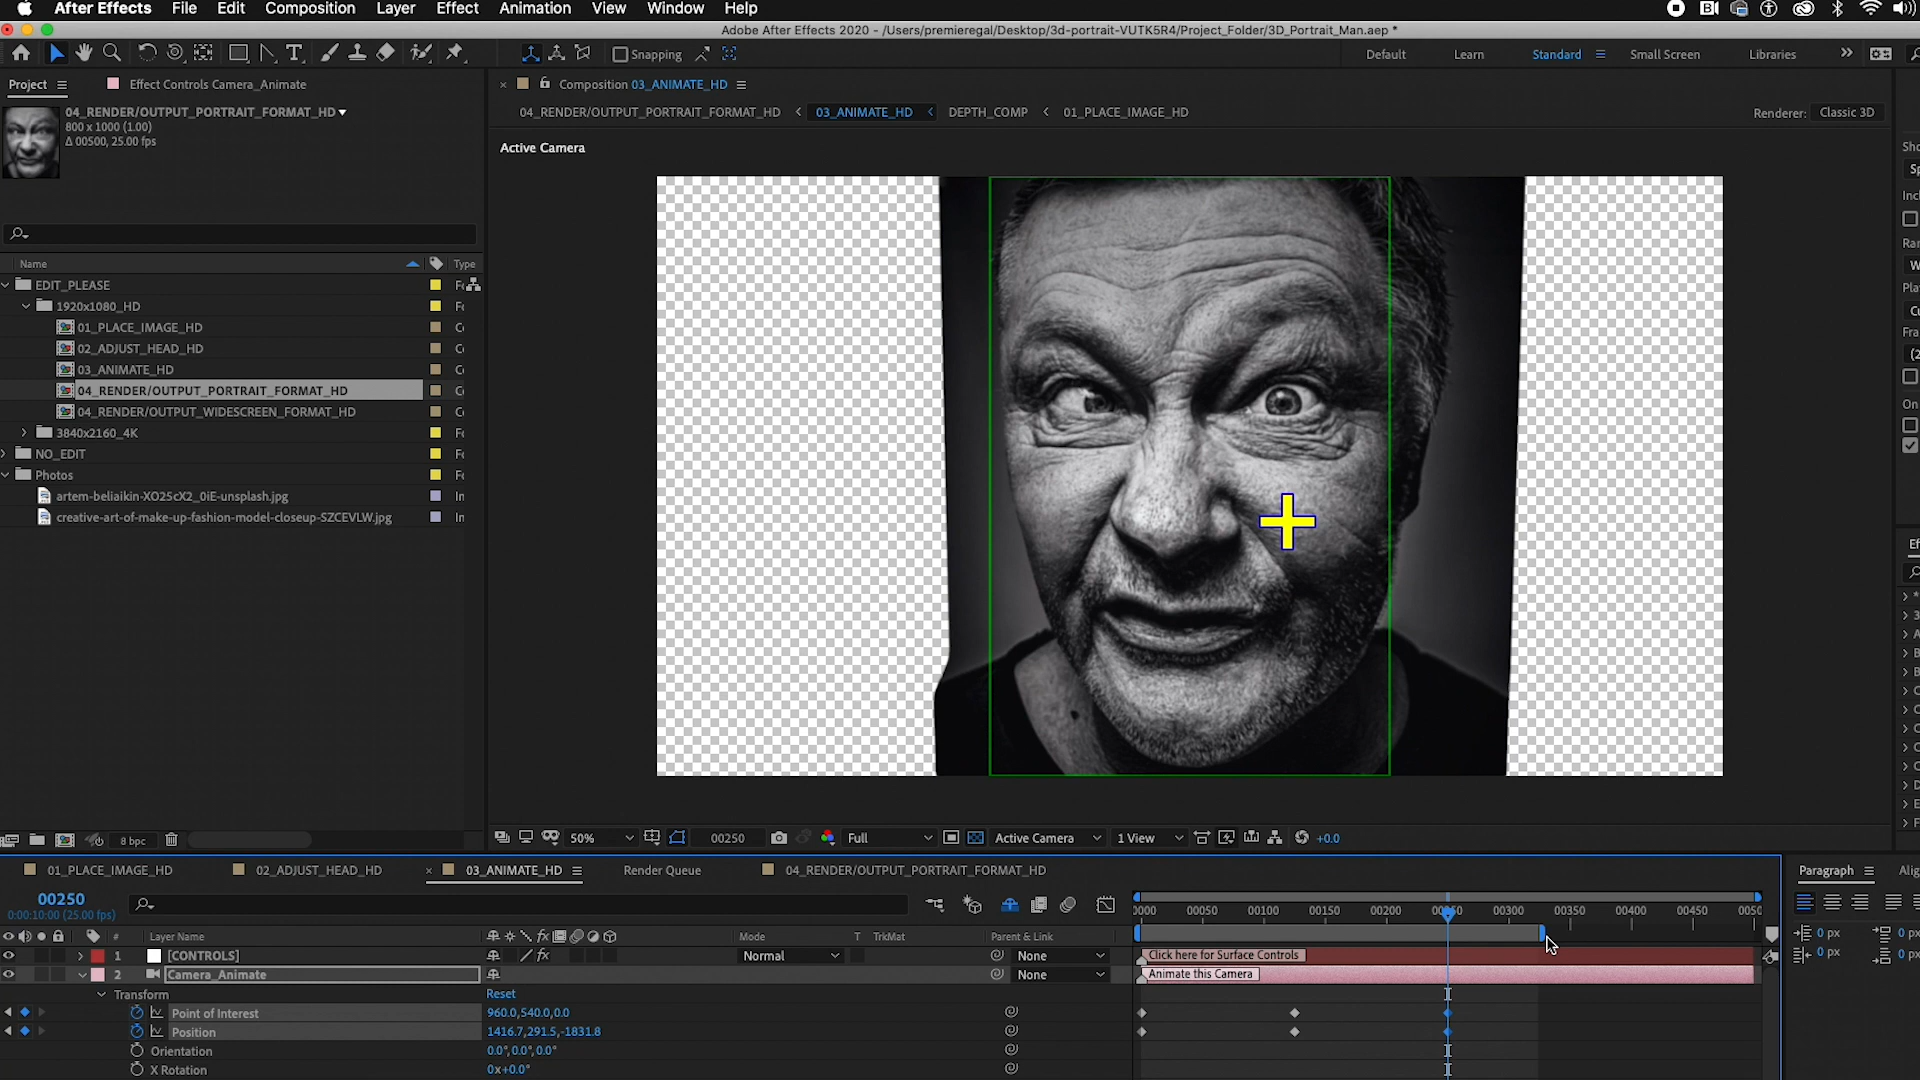 After Effects File Edit Composition Layer Effect Animation View Window Help
Adobe After Effects 2020 - /Users/premieregal/Desktop/3d-portrait-VUTK5R4/Project_Folder/3D_Portrait_Man.aep *
Snapping Default Learn Standard Small Screen Libraries
Project Effect Controls Camera_Animate Composition 03_ANIMATE_HD
04_RENDER/OUTPUT_PORTRAIT_FORMAT_HD
800 x 1000 (1.00)
Δ 00500, 25.00 fps
04_RENDER/OUTPUT_PORTRAIT_FORMAT_HD 03_ANIMATE_HD DEPTH_COMP 01_PLACE_IMAGE_HD Renderer: Classic 3D
Active Camera
Name Type
EDIT_PLEASE
1920x1080_HD
01_PLACE_IMAGE_HD
02_ADJUST_HEAD_HD
03_ANIMATE_HD
04_RENDER/OUTPUT_PORTRAIT_FORMAT_HD
04_RENDER/OUTPUT_WIDESCREEN_FORMAT_HD
3840x2160_4K
NO_EDIT
Photos
artem-beliaikin-XO25cX2_0iE-unsplash.jpg
creative-art-of-make-up-fashion-model-closeup-SZCEVLW.jpg
8 bpc 50% 00250 Full Active Camera 1 View +0.0
01_PLACE_IMAGE_HD 02_ADJUST_HEAD_HD 03_ANIMATE_HD Render Queue 04_RENDER/OUTPUT_PORTRAIT_FORMAT_HD Paragraph
00250
0:00:10:00 (25.00 fps)
0000 00050 00100 00150 00200 00300 00350 00400 00450
# Layer Name Mode T TrkMat Parent & Link
0 px 0 px
1 [CONTROLS] Normal None Click here for Surface Controls
0 px 0 px
2 Camera_Animate None Animate this Camera
Transform Reset
Point of Interest 960.0,540.0,0.0
Position 1416.7,291.5,-1831.8
Orientation 0.0°,0.0°,0.0°
X Rotation 0x+0.0°